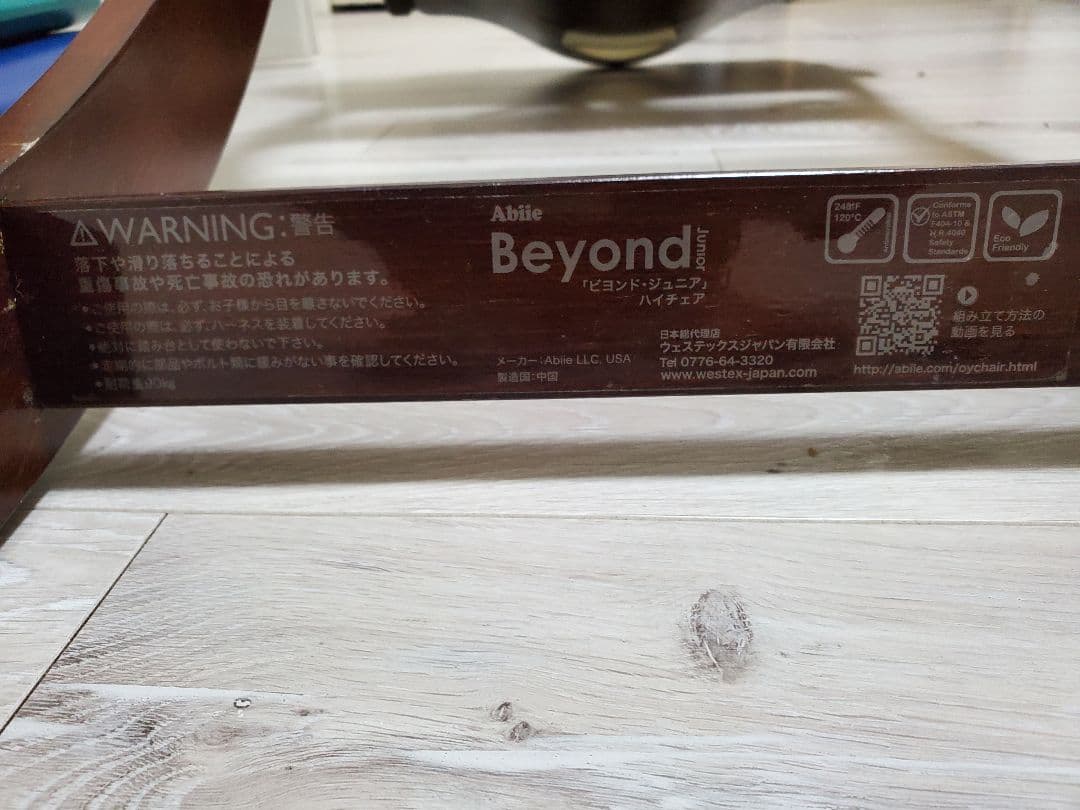 ⚠WARNING:警告
落下や滑り落ちることによる
重傷事故や死亡事故の恐れがあります。
•ご使用の際は、必ず、お子様から目を離さないでください。
•ご使用の際は、必ず、ハーネスを装着してください。
•絶対に踏み台として使わないで下さい。
•定期的に部品やボルト類に緩みがない事を確認してください。
•耐荷重90kg
Abiie
Beyond Junior
「ビヨンド・ジュニア」
ハイチェア
メーカー:Abiie LLC, USA
製造国:中国
日本総代理店
ウェステックスジャパン有限会社
Tel 0776-64-3320
www.westex-japan.com
248°F
120°C
Conforms
to ASTM
F404-10 &
H.R.4040
Safety
Standards
Eco
Friendly
組み立て方法の
動画を見る
http://abiie.com/oychair.html